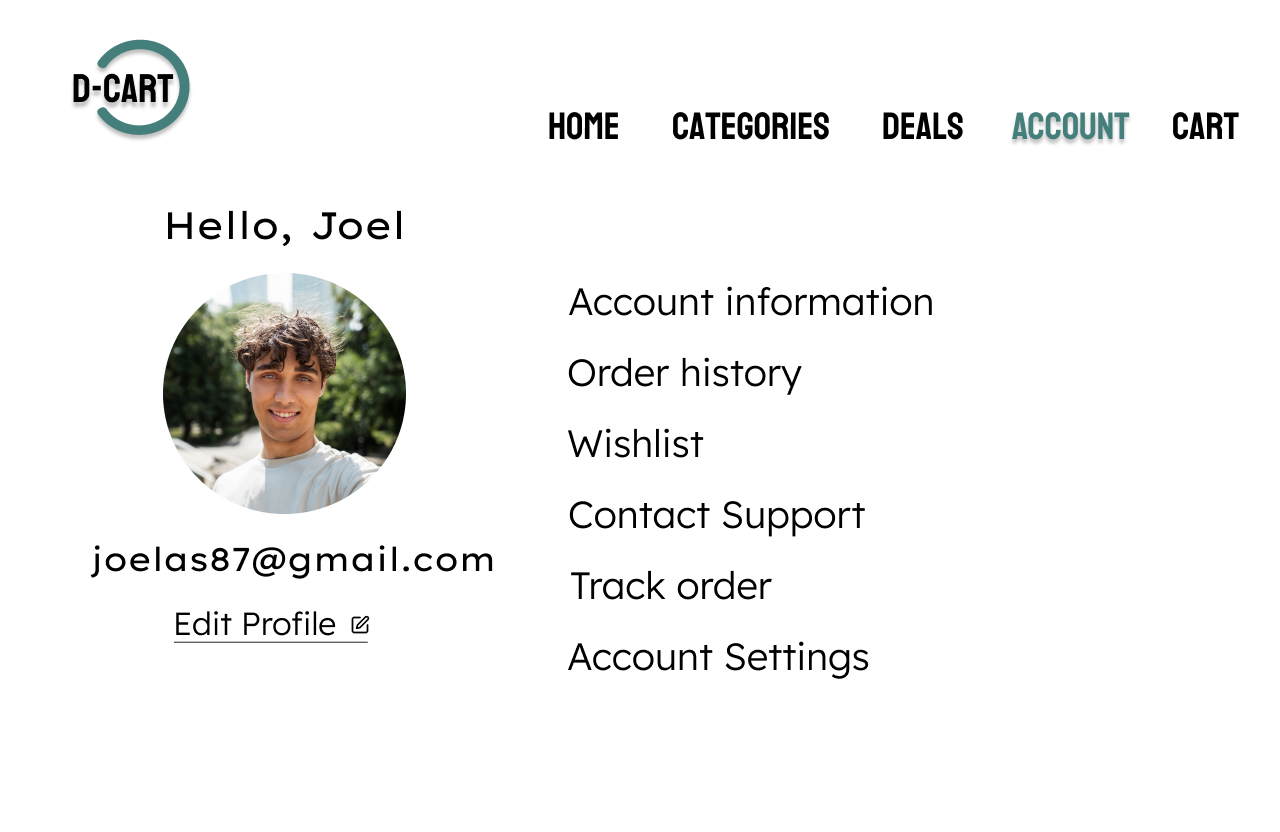 D-CART
HOME CATEGORIES DEALS ACCOUNT CART
Hello, Joel
joelas87@gmail.com
Edit Profile
Account information
Order history
Wishlist
Contact Support
Track order
Account Settings